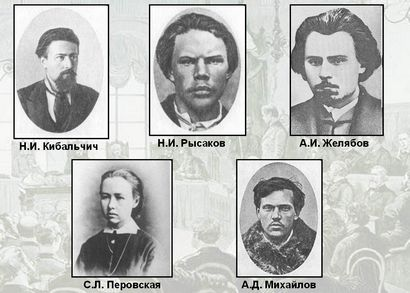 Н.И. Кибальчич
Н.И. Рысаков
А.И. Желябов
С.Л. Перовская
А.Д. Михайлов